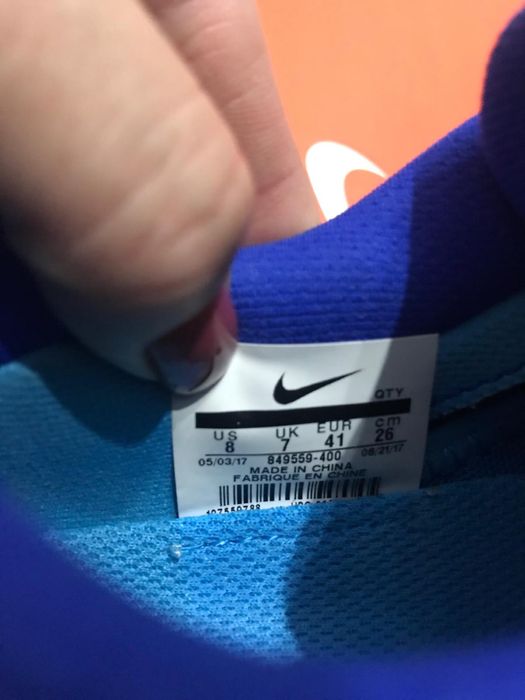 QTY
US UK EUR cm
8 7 41 26
05/03/17 849559-400 08/21/17
MADE IN CHINA
FABRIQUE EN CHINE